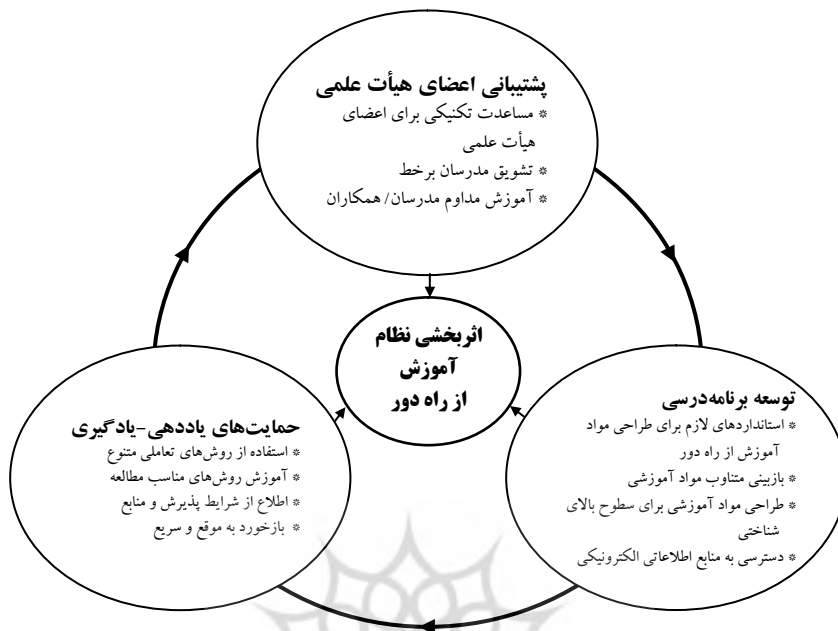 پشتیبانی اعضای هیأت علمی
* مساعدت تکنیکی برای اعضای
هیأت علمی
* تشویق مدرسان برخط
* آموزش مداوم مدرسان/ همکاران
اثربخشی نظام
آموزش
از راه دور
توسعه برنامه‌درسی
* استانداردهای لازم برای طراحی مواد
آموزش از راه دور
* بازبینی متناوب مواد آموزشی
* طراحی مواد آموزشی برای سطوح بالای
شناختی
* دسترسی به منابع اطلاعاتی الکترونیکی
حمایت‌های یاددهی-یادگیری
* استفاده از روش‌های تعاملی متنوع
* آموزش روش‌های مناسب مطالعه
* اطلاع از شرایط پذیرش و منابع
* بازخورد به موقع و سریع